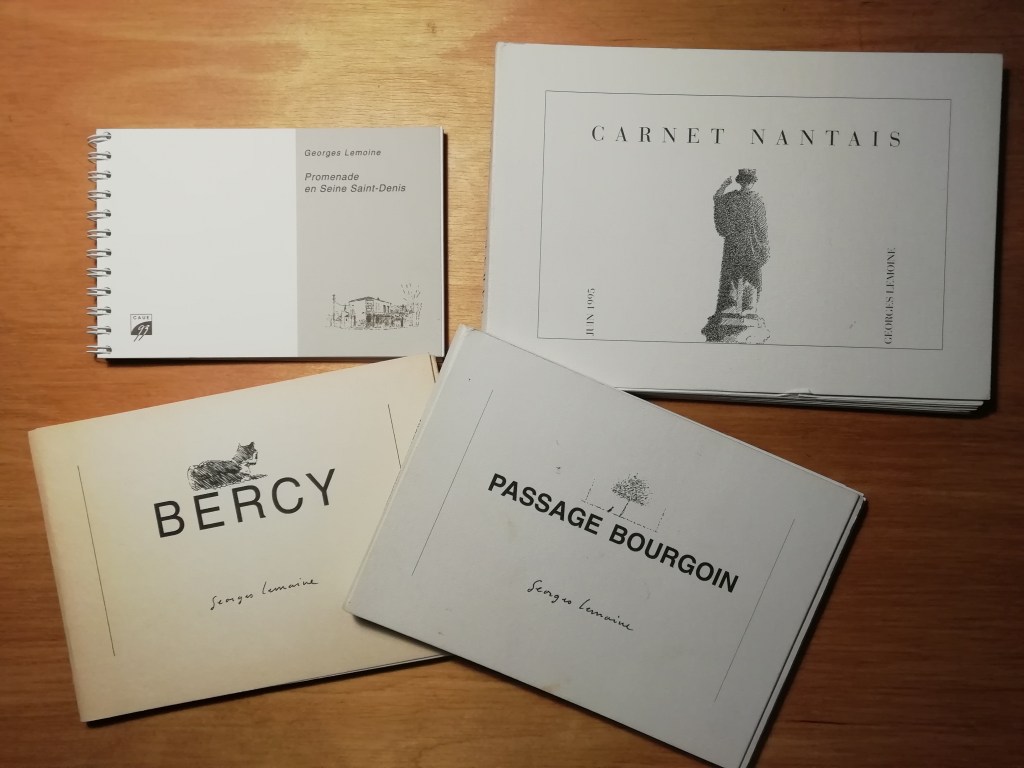 Georges Lemoine
Promenade
en Seine Saint-Denis
CAUE
93
CARNET NANTAIS
JUIN 1995
GEORGES LEMOINE
BERCY
Georges Lemoine
PASSAGE BOURGOIN
Georges Lemoine